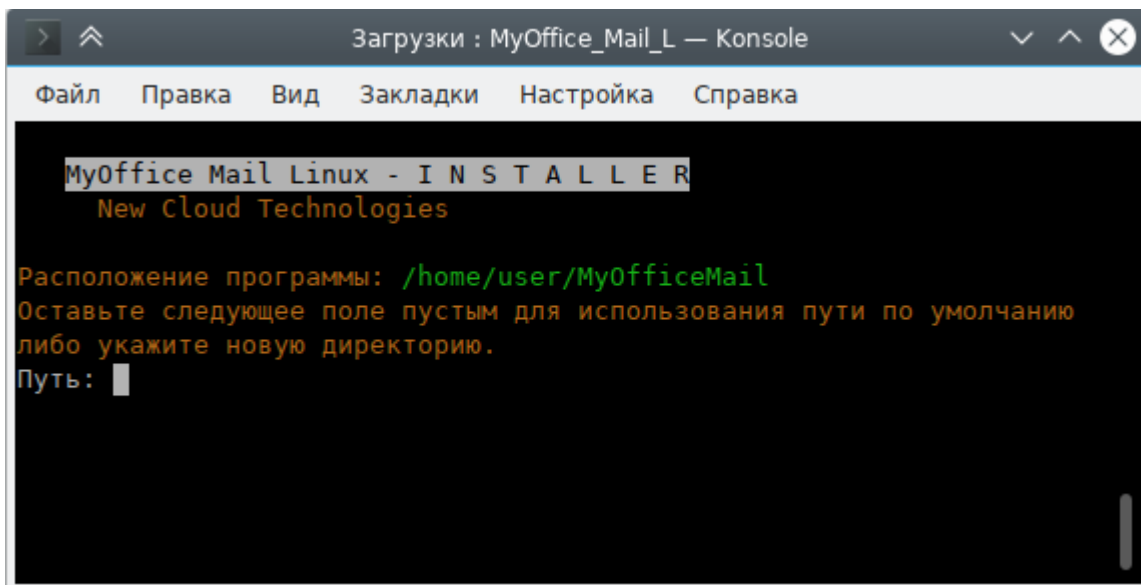 Загрузки : MyOffice_Mail_L — Konsole
Файл Правка Вид Закладки Настройка Справка
MyOffice Mail Linux - I N S T A L L E R
New Cloud Technologies
Расположение программы: /home/user/MyOfficeMail
Оставьте следующее поле пустым для использования пути по умолчанию
либо укажите новую директорию.
Путь: